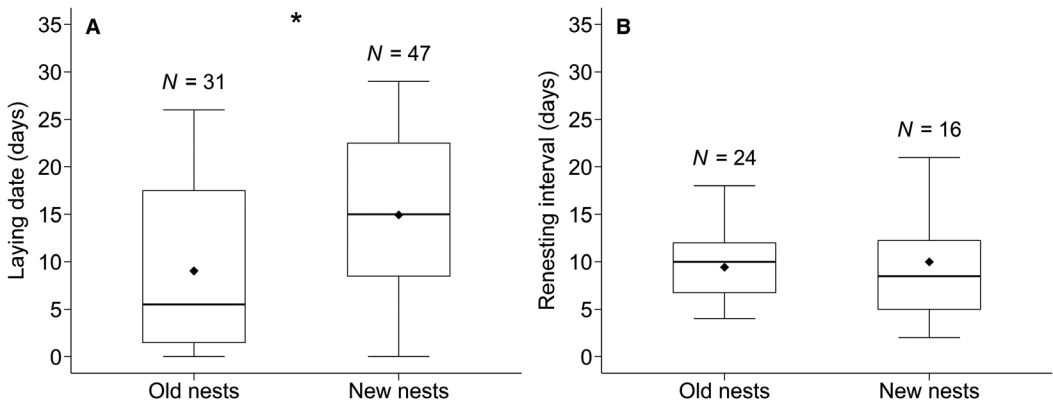 A
*
N = 31
N = 47
35
30
25
20
15
10
5
0
Laying date (days)
Old nests
New nests
B
N = 24
N = 16
35
30
25
20
15
10
5
0
Renesting interval (days)
Old nests
New nests